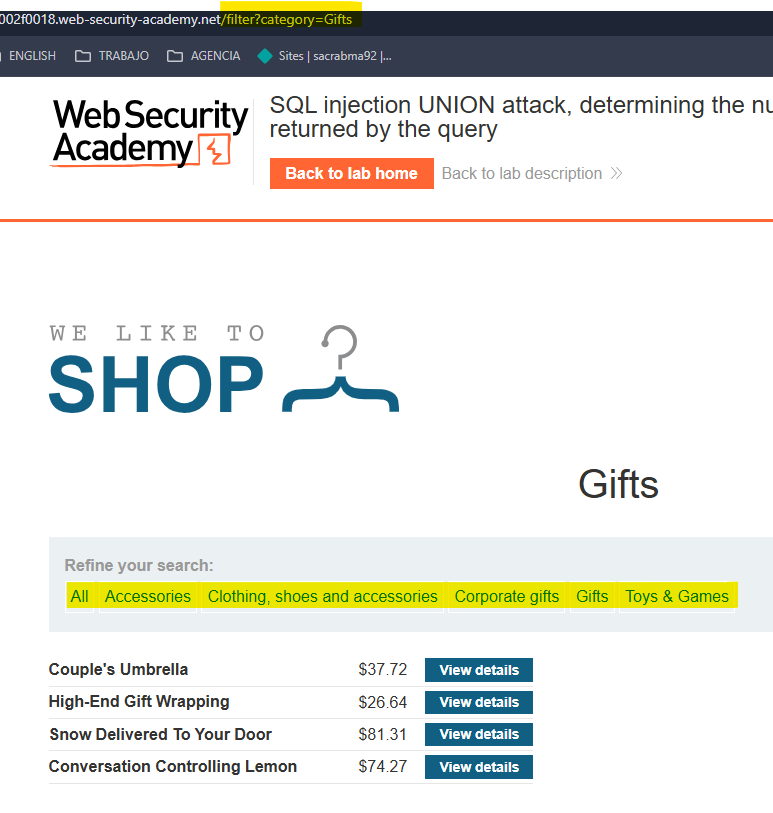 002f0018.web-security-academy.net/filter?category=Gifts
ENGLISH TRABAJO AGENCIA Sites | sacrabma92 |...
Web Security
Academy
SQL injection UNION attack, determining the
returned by the query
Back to lab home Back to lab description
WE LIKE TO
SHOP
Gifts
Refine your search:
All Accessories Clothing, shoes and accessories Corporate gifts Gifts Toys & Games
Couple's Umbrella $37.72 View details
High-End Gift Wrapping $26.64 View details
Snow Delivered To Your Door $81.31 View details
Conversation Controlling Lemon $74.27 View details